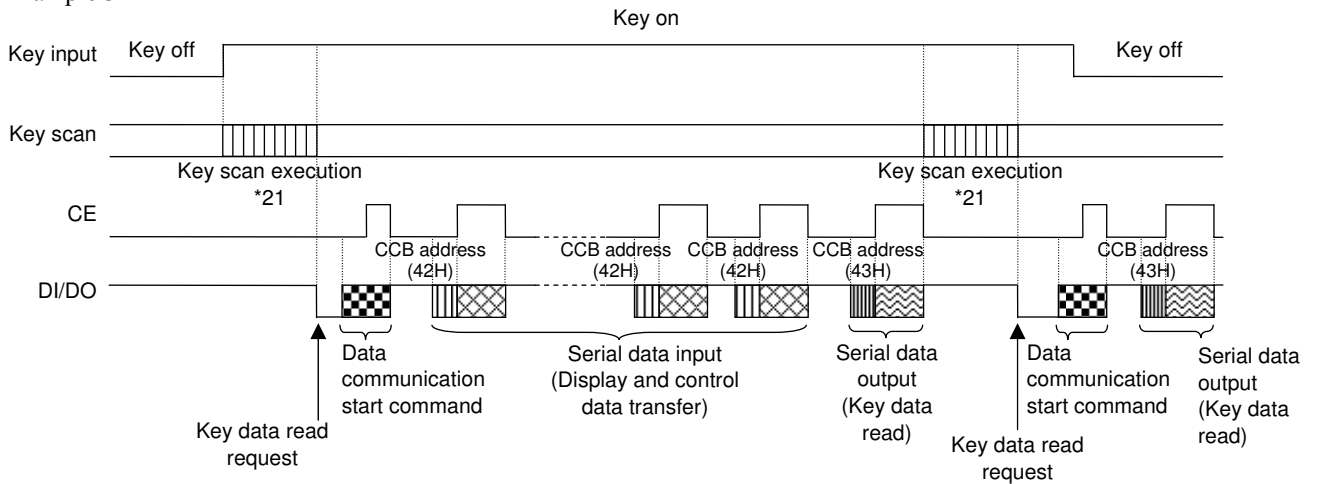 Key on
Key input
Key off
Key off
Key scan
Key scan execution
*21
Key scan execution
*21
CE
CCB address
(42H)
CCB address
(42H)
CCB address
(42H)
CCB address
(43H)
CCB address
(43H)
DI/DO
Data
communication
start command
Serial data input
(Display and control
data transfer)
Serial data
output
(Key data
read)
Data
communication
start command
Serial data
output
(Key data
read)
Key data read
request
Key data read
request